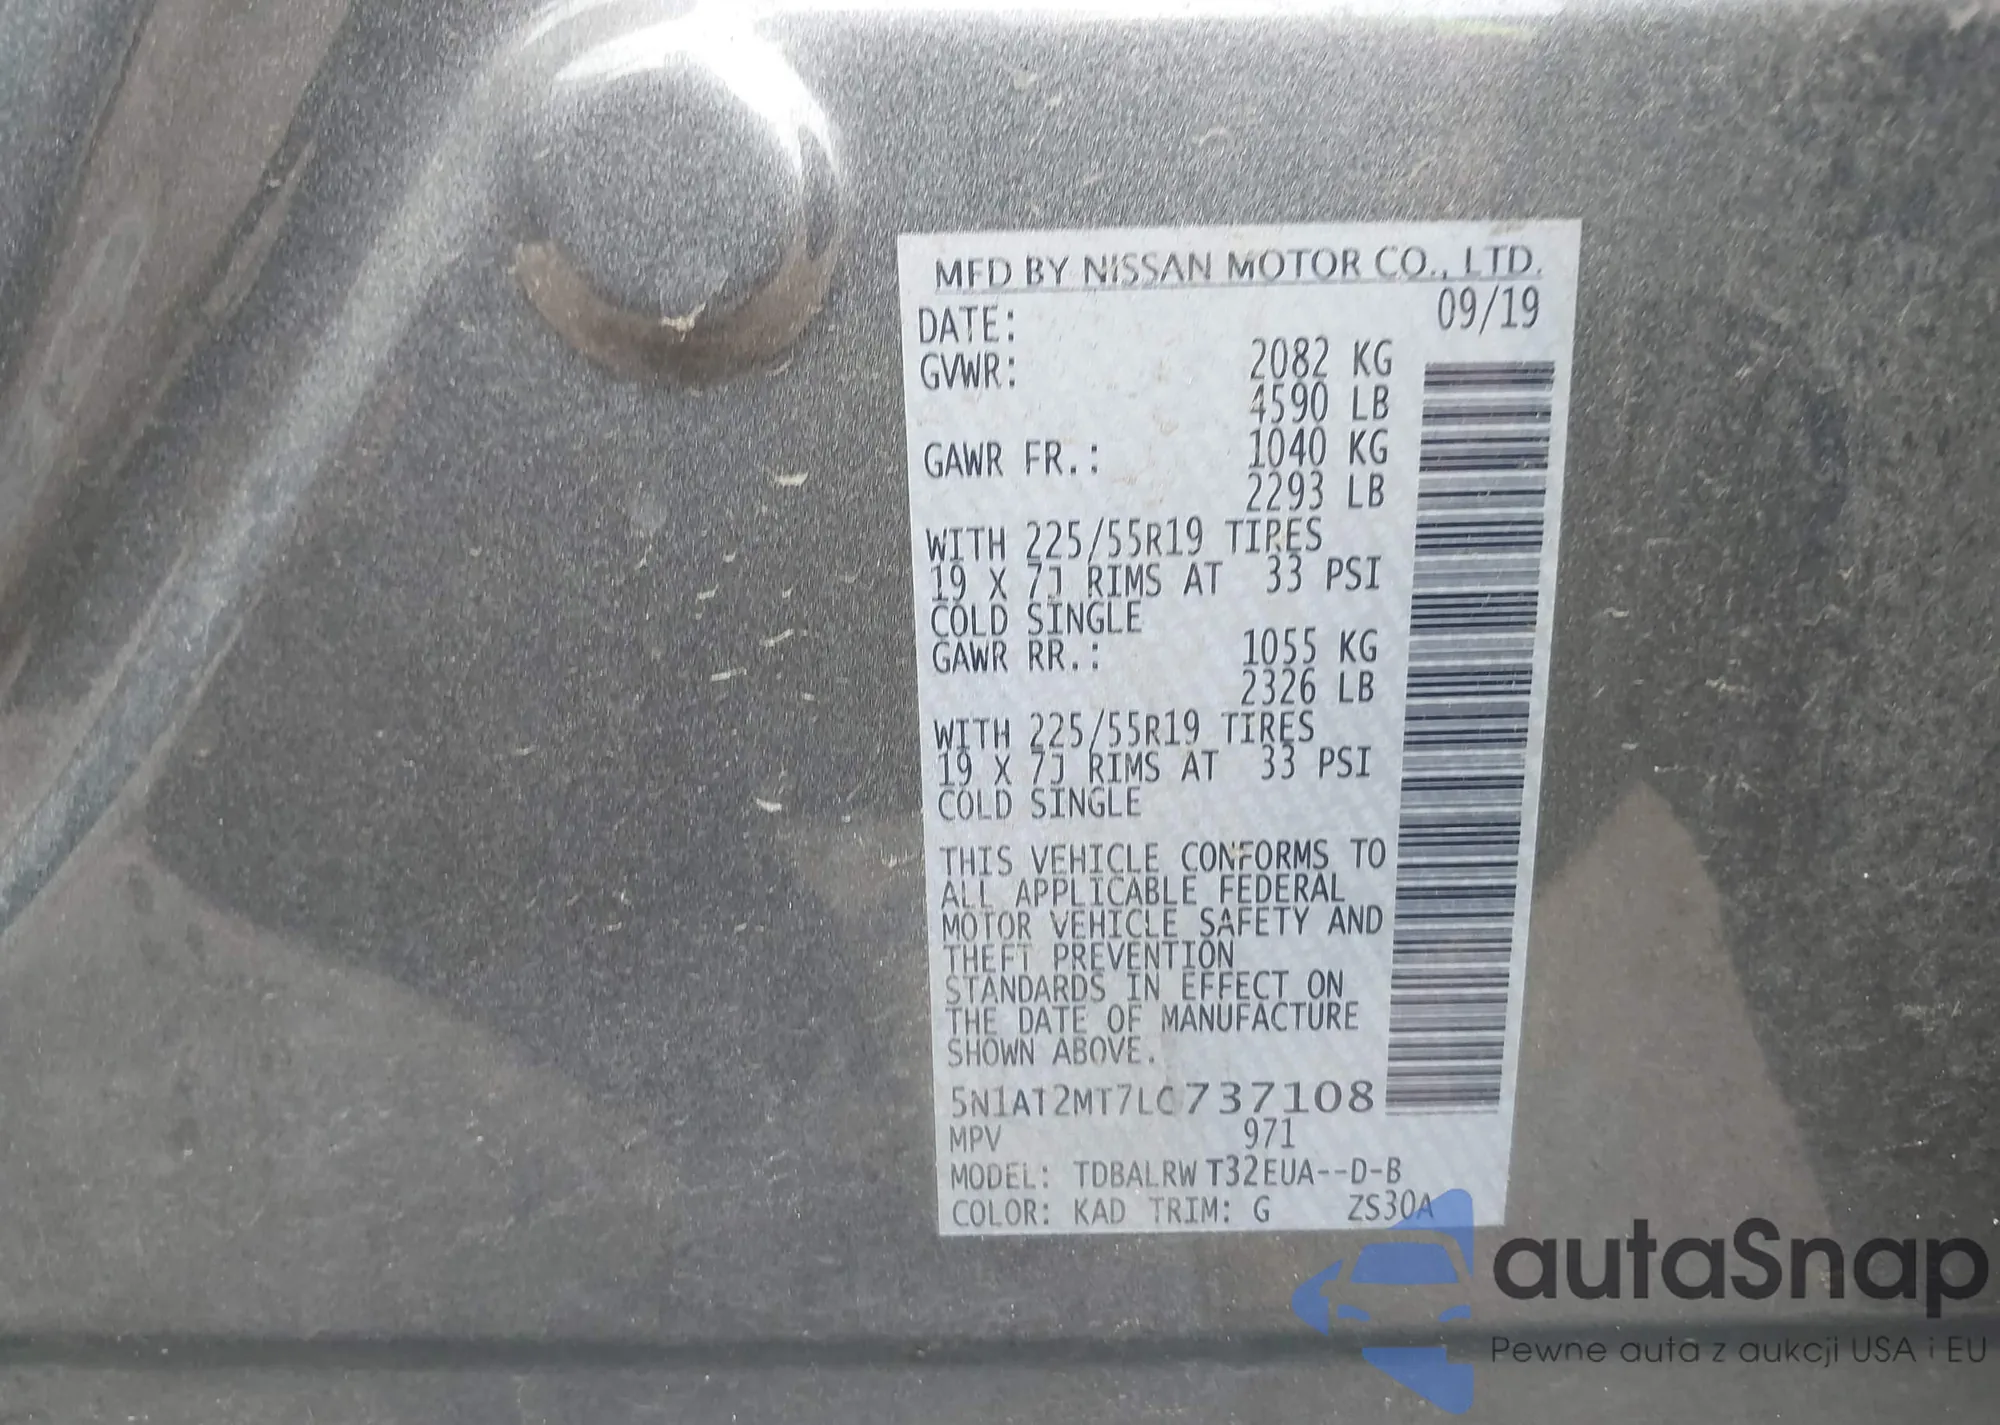 MFD BY NISSAN MOTOR CO., LTD.
DATE: 09/19
GVWR: 2082 KG
4590 LB
GAWR FR.: 1040 KG
2293 LB
WITH 225/55R19 TIRES
19 X 7J RIMS AT 33 PSI
COLD SINGLE
GAWR RR.: 1055 KG
2326 LB
WITH 225/55R19 TIRES
19 X 7J RIMS AT 33 PSI
COLD SINGLE
THIS VEHICLE CONFORMS TO
ALL APPLICABLE FEDERAL
MOTOR VEHICLE SAFETY AND
THEFT PREVENTION
STANDARDS IN EFFECT ON
THE DATE OF MANUFACTURE
SHOWN ABOVE.
5N1AT2MT7LC737108
MPV 971
MODEL: TDBALRW T32EUA--D-B
COLOR: KAD TRIM: G ZS30A
autaSnap
Pewne auta z aukcji USA i EU